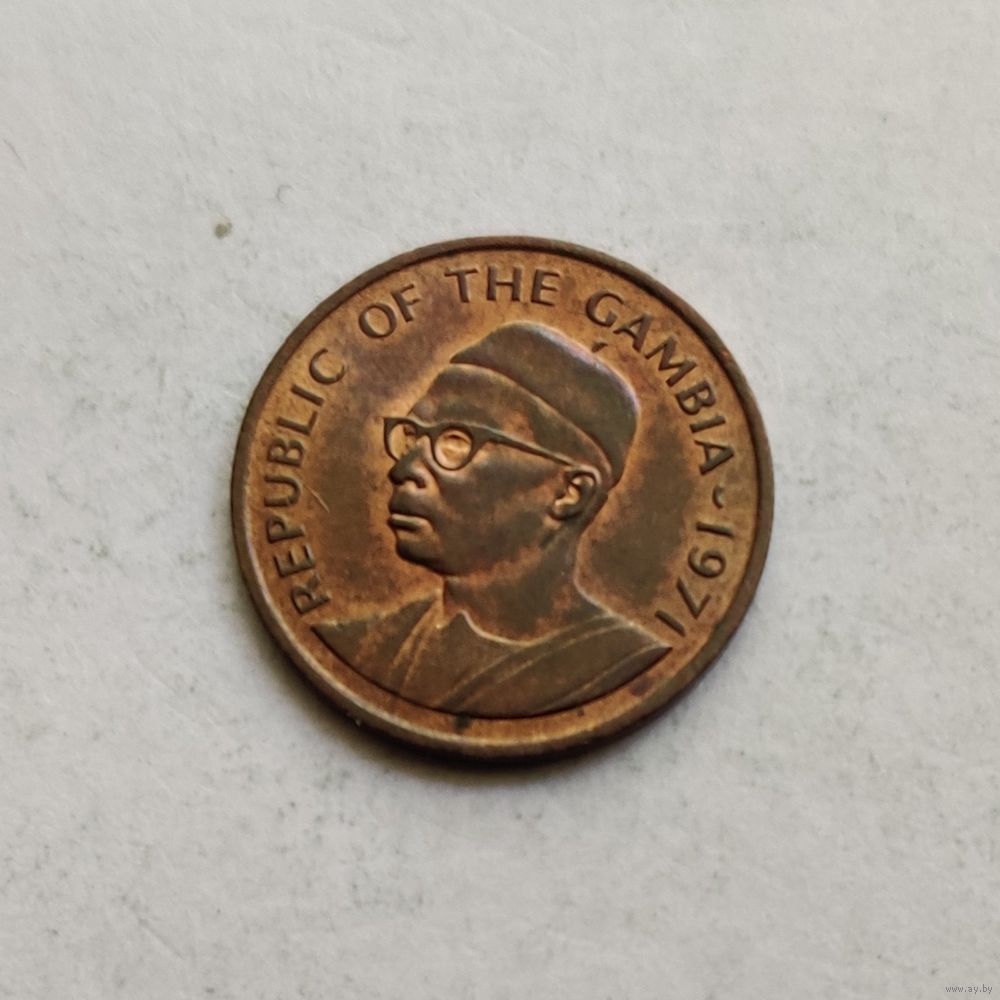 REPUBLIC OF THE GAMBIA 1971
www.ay.by